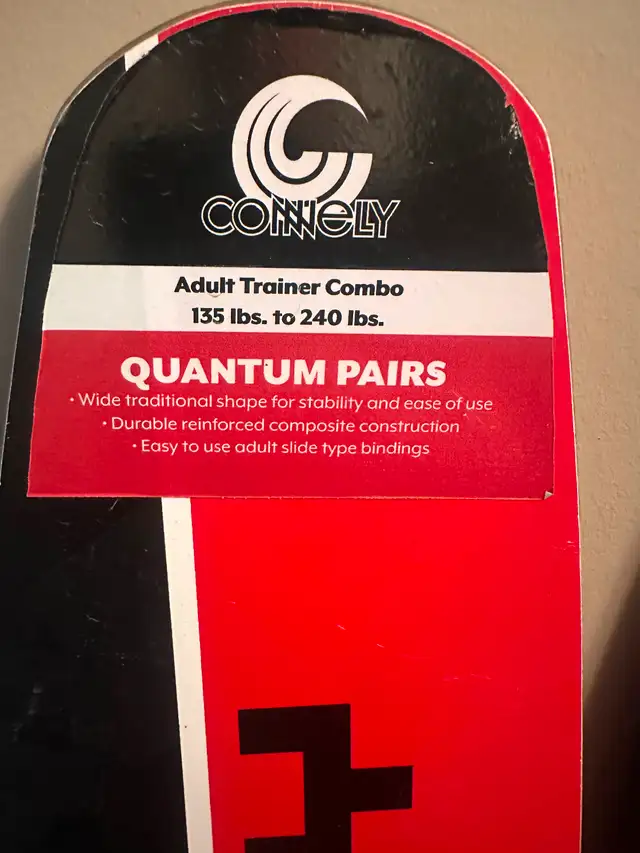 CONNELLY
Adult Trainer Combo
135 lbs. to 240 lbs.
QUANTUM PAIRS
• Wide traditional shape for stability and ease of use
• Durable reinforced composite construction
• Easy to use adult slide type bindings